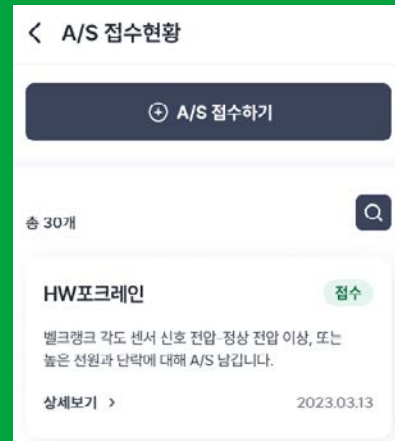 A/S 접수현황
A/S 접수하기
총 30개
HW포크레인
접수
벨크랭크 각도 센서 신호 전압-정상 전압 이상, 또는
높은 선원과 단락에 대해 A/S 남깁니다.
상세보기
2023.03.13